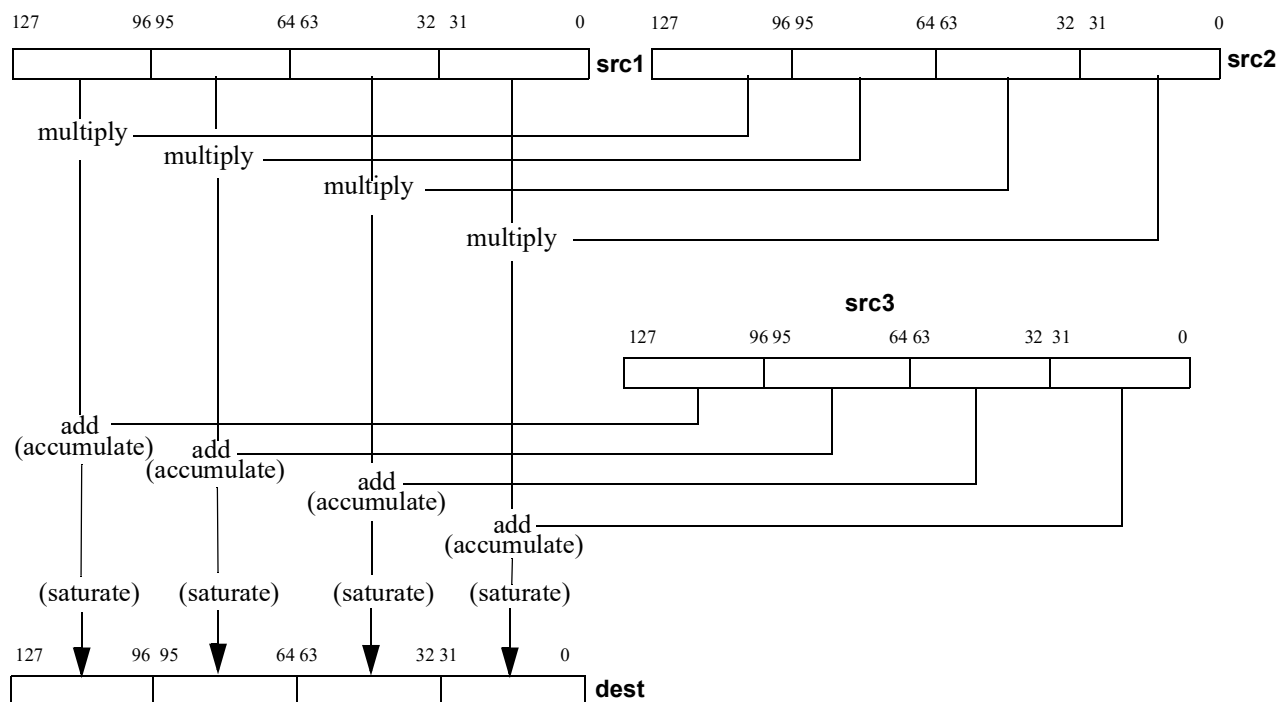 127 96 95 64 63 32 31 0 127 96 95 64 63 32 31 0
src1 src2
multiply
multiply
multiply
multiply
src3
127 96 95 64 63 32 31 0
add
(accumulate)
add
(accumulate)
add
(accumulate)
add
(accumulate)
(saturate) (saturate) (saturate) (saturate)
127 96 95 64 63 32 31 0
dest